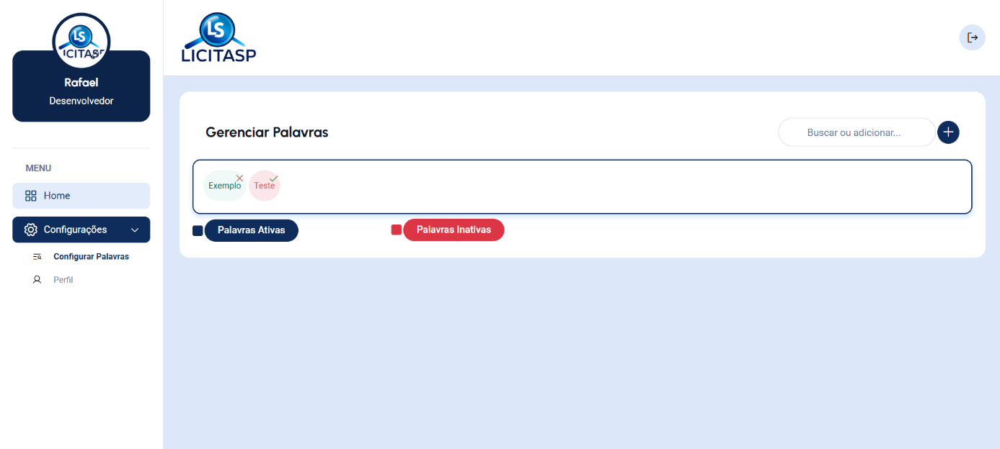 LS
ICITASP
Rafael
Desenvolvedor
MENU
Home
Configurações
Configurar Palavras
Perfil
LS
LICITASP
Gerenciar Palavras
Buscar ou adicionar...
Exemplo
Teste
Palavras Ativas
Palavras Inativas